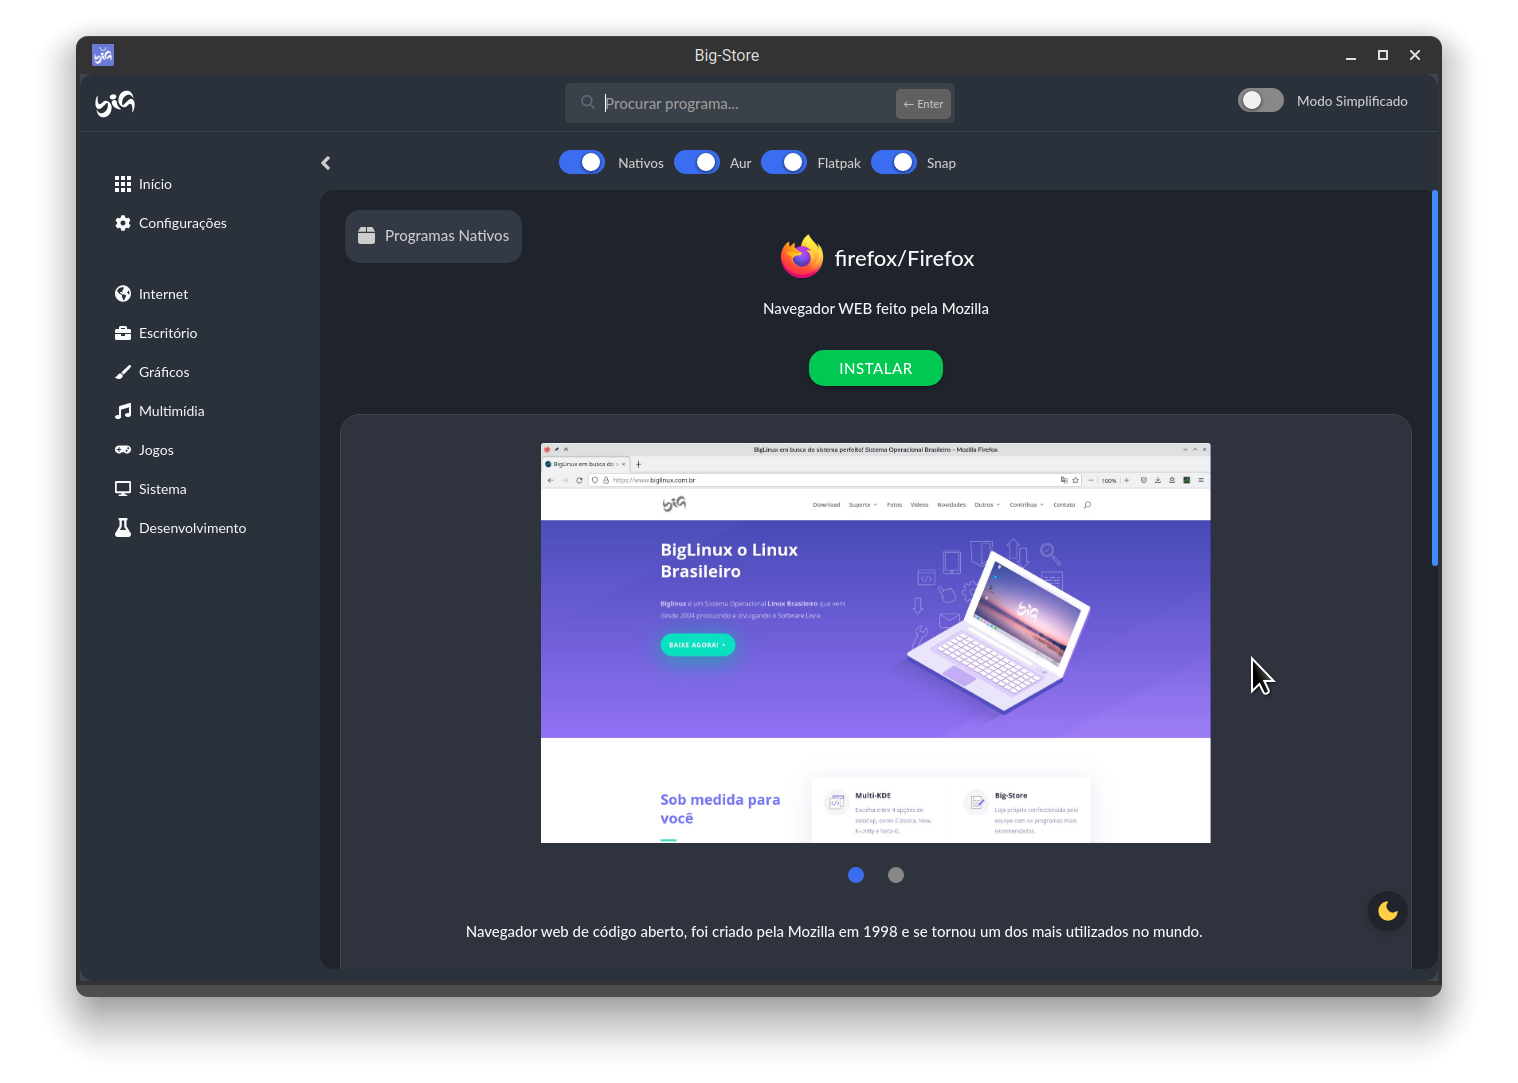 Big-Store
Procurar programa...
← Enter
Modo Simplificado
Nativos
Aur
Flatpak
Snap
Início
Configurações
Internet
Escritório
Gráficos
Multimídia
Jogos
Sistema
Desenvolvimento
Programas Nativos
firefox/Firefox
Navegador WEB feito pela Mozilla
INSTALAR
BigLinux em busca do sistema perfeito! Sistema Operacional Brasileiro - Mozilla Firefox
BigLinux em busca do s
https://www.biglinux.com.br
100%
big
Download Suporte Fotos Vídeos Novidades Outros Contribua Contato
BigLinux o Linux
Brasileiro
Biglinux é um Sistema Operacional Linux Brasileiro que vem
desde 2004 produzindo e divulgando o Software Livre.
BAIXE AGORA!
Sob medida para
você
Multi-KDE
Escolha entre 4 opções de
desktop, como Clássica, New,
K-Unity e Next-G.
Big-Store
Loja própria confeccionada pela
equipe com os programas mais
recomendados.
Navegador web de código aberto, foi criado pela Mozilla em 1998 e se tornou um dos mais utilizados no mundo.